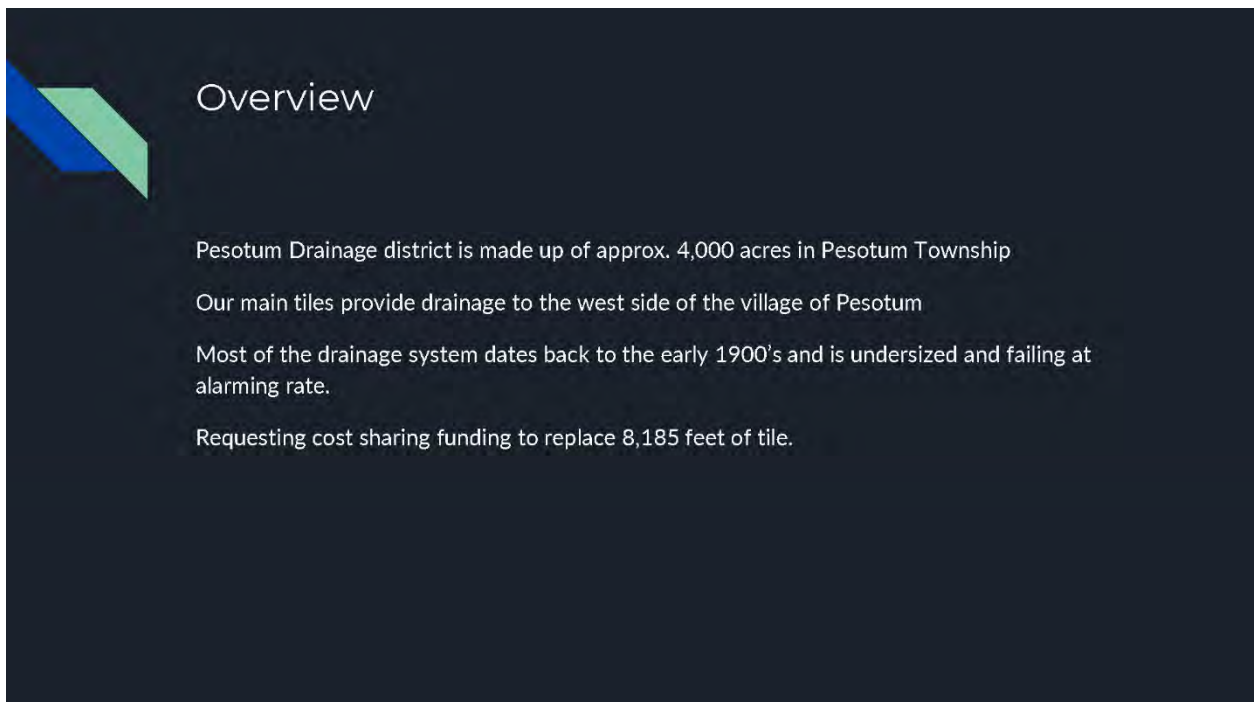 Overview
Pesotum Drainage district is made up of approx. 4,000 acres in Pesotum Township
Our main tiles provide drainage to the west side of the village of Pesotum
Most of the drainage system dates back to the early 1900’s and is undersized and failing at
alarming rate.
Requesting cost sharing funding to replace 8,185 feet of tile.